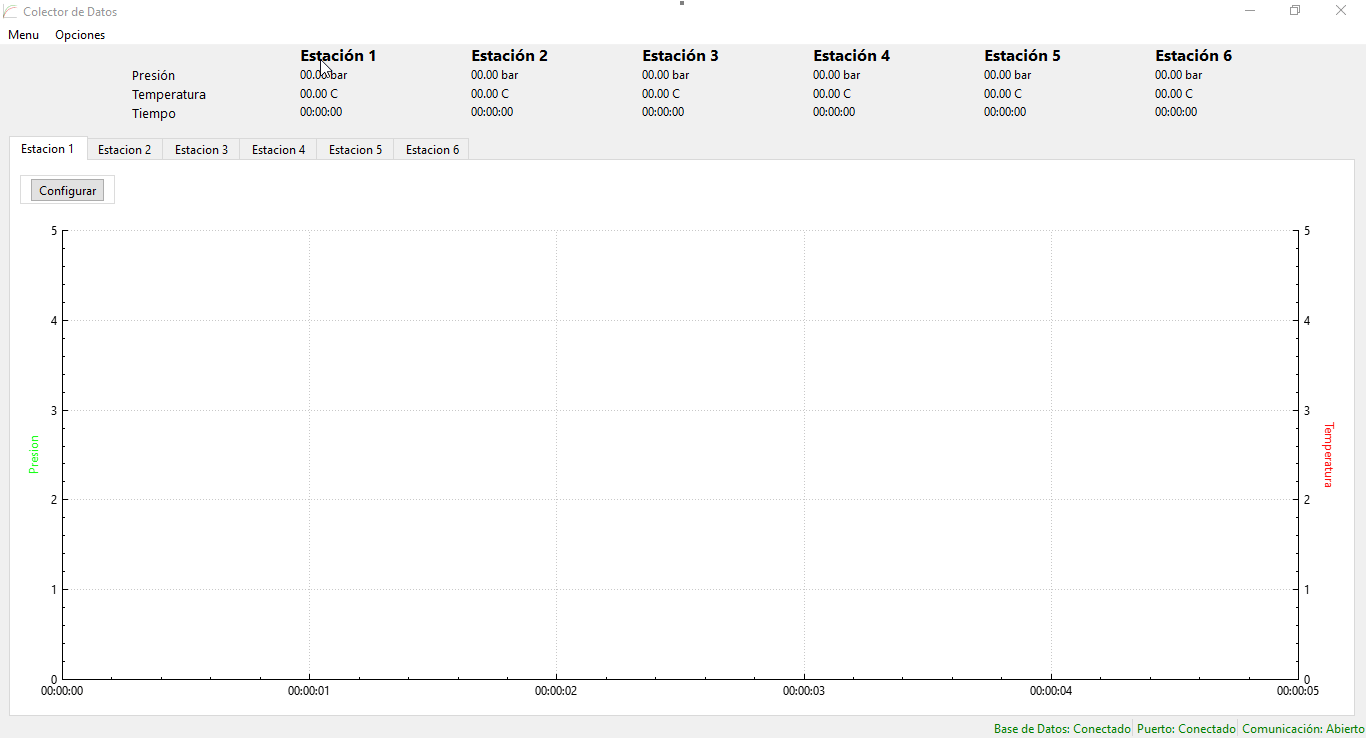 Colector de Datos
Menu Opciones
Estación 1 Estación 2 Estación 3 Estación 4 Estación 5 Estación 6
Presión 00.00 bar 00.00 bar 00.00 bar 00.00 bar 00.00 bar 00.00 bar
Temperatura 00.00 C 00.00 C 00.00 C 00.00 C 00.00 C 00.00 C
Tiempo 00:00:00 00:00:00 00:00:00 00:00:00 00:00:00 00:00:00
Estacion 1 Estacion 2 Estacion 3 Estacion 4 Estacion 5 Estacion 6
Configurar
5 5
4 4
3 3
Presion Temperatura
2 2
1 1
0 0
00:00:00 00:00:01 00:00:02 00:00:03 00:00:04 00:00:05
Base de Datos: Conectado Puerto: Conectado Comunicación: Abierto